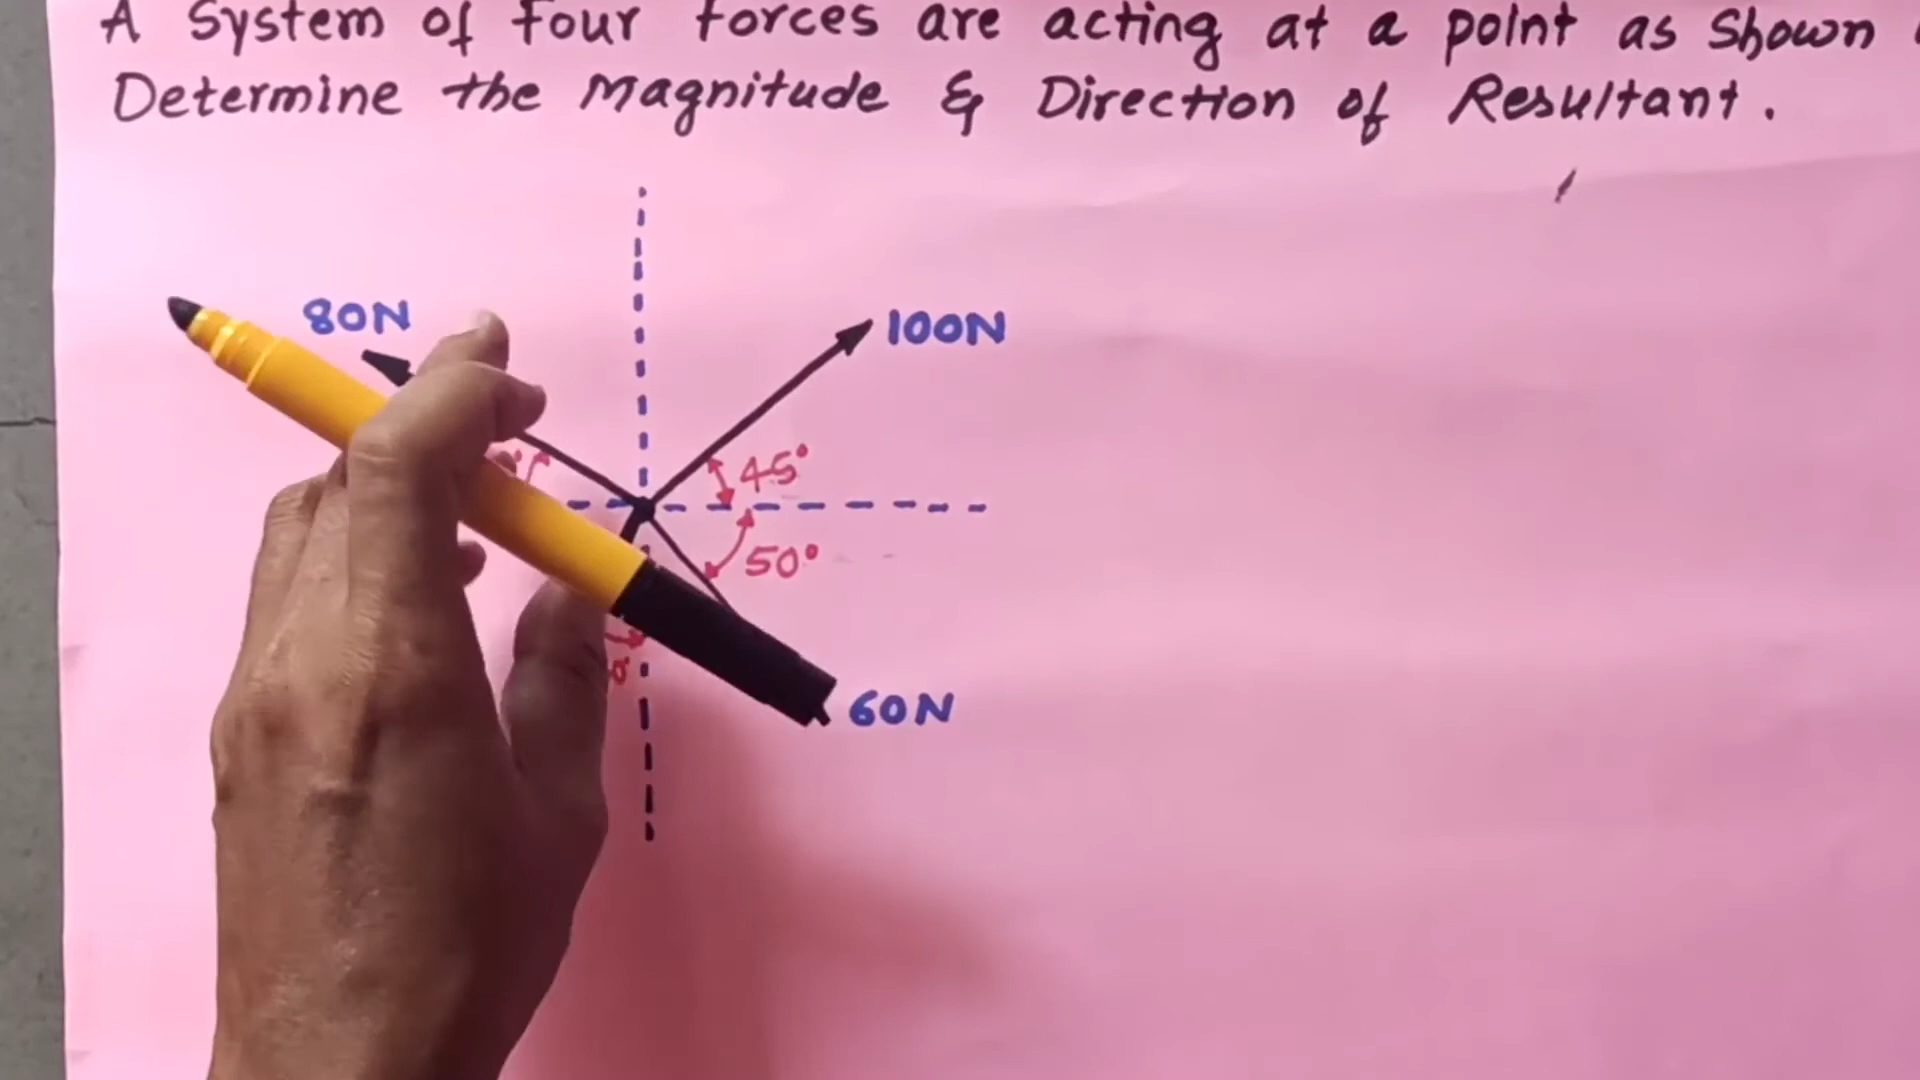 A System of Four Forces are acting at a point as Shown
Determine the Magnitude & Direction of Resultant.
80N
100N
45°
50°
60N